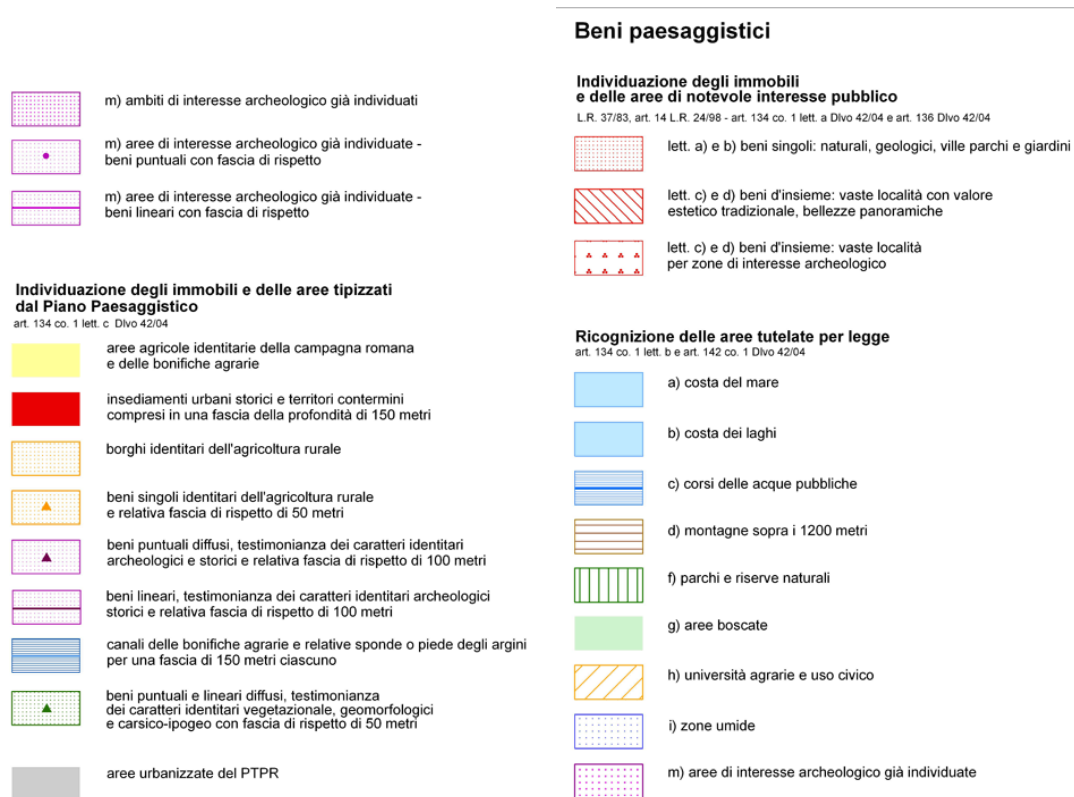 m) ambiti di interesse archeologico già individuati
m) aree di interesse archeologico già individuate -
beni puntuali con fascia di rispetto
m) aree di interesse archeologico già individuate -
beni lineari con fascia di rispetto
Individuazione degli immobili e delle aree tipizzati
dal Piano Paesaggistico
art. 134 co. 1 lett. c Dlvo 42/04
aree agricole identitarie della campagna romana
e delle bonifiche agrarie
insediamenti urbani storici e territori contermini
compresi in una fascia della profondità di 150 metri
borghi identitari dell'agricoltura rurale
beni singoli identitari dell'agricoltura rurale
e relativa fascia di rispetto di 50 metri
beni puntuali diffusi, testimonianza dei caratteri identitari
archeologici e storici e relativa fascia di rispetto di 100 metri
beni lineari, testimonianza dei caratteri identitari archeologici
storici e relativa fascia di rispetto di 100 metri
canali delle bonifiche agrarie e relative sponde o piede degli argini
per una fascia di 150 metri ciascuno
beni puntuali e lineari diffusi, testimonianza
dei caratteri identitari vegetazionale, geomorfologici
e carsico-ipogeo con fascia di rispetto di 50 metri
aree urbanizzate del PTPR
Beni paesaggistici
Individuazione degli immobili
e delle aree di notevole interesse pubblico
L.R. 37/83, art. 14 L.R. 24/98 - art. 134 co. 1 lett. a Dlvo 42/04 e art. 136 Dlvo 42/04
lett. a) e b) beni singoli: naturali, geologici, ville parchi e giardini
lett. c) e d) beni d'insieme: vaste località con valore
estetico tradizionale, bellezze panoramiche
lett. c) e d) beni d'insieme: vaste località
per zone di interesse archeologico
Ricognizione delle aree tutelate per legge
art. 134 co. 1 lett. b e art. 142 co. 1 Dlvo 42/04
a) costa del mare
b) costa dei laghi
c) corsi delle acque pubbliche
d) montagne sopra i 1200 metri
f) parchi e riserve naturali
g) aree boscate
h) università agrarie e uso civico
i) zone umide
m) aree di interesse archeologico già individuate